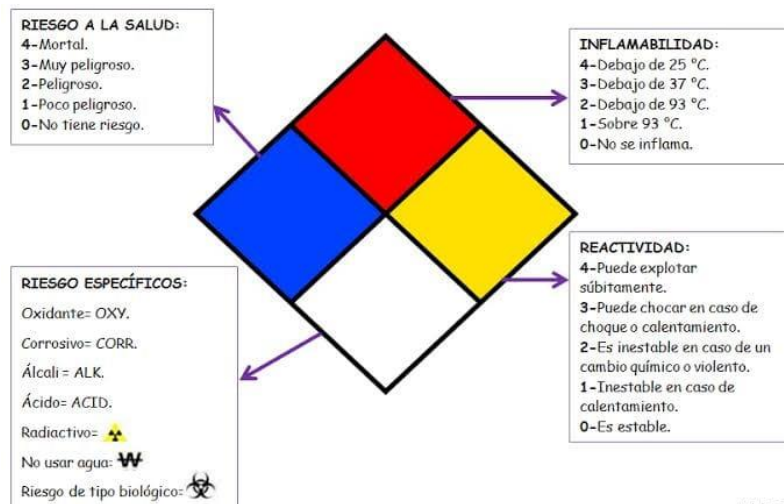 RIESGO A LA SALUD:
4-Mortal.
3-Muy peligroso.
2-Peligroso.
1-Poco peligroso.
0-No tiene riesgo.
INFLAMABILIDAD:
4-Debajo de 25 °C.
3-Debajo de 37 °C.
2-Debajo de 93 °C.
1-Sobre 93 °C.
0-No se inflama.
RIESGO ESPECÍFICOS:
Oxidante= OXY.
Corrosivo= CORR.
Álcali = ALK.
Ácido= ACID.
Radiactivo=
No usar agua: W
Riesgo de tipo biológico=
REACTIVIDAD:
4-Puede explotar
súbitamente.
3-Puede chocar en caso de
choque o calentamiento.
2-Es inestable en caso de un
cambio químico o violento.
1-Inestable en caso de
calentamiento.
0-Es estable.